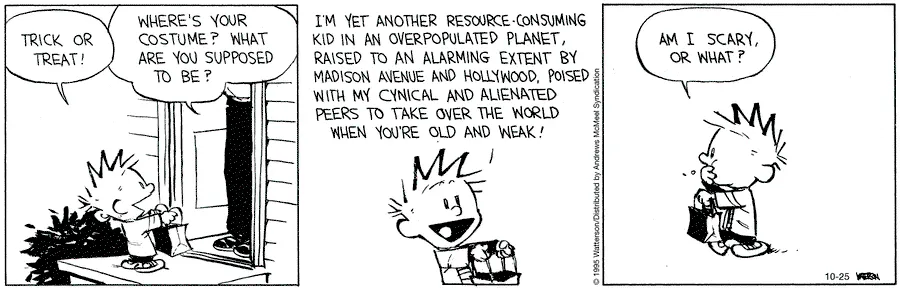 TRICK OR
TREAT!
WHERE'S YOUR
COSTUME? WHAT
ARE YOU SUPPOSED
TO BE?
I'M YET ANOTHER RESOURCE-CONSUMING
KID IN AN OVERPOPULATED PLANET,
RAISED TO AN ALARMING EXTENT BY
MADISON AVENUE AND HOLLYWOOD, POISED
WITH MY CYNICAL AND ALIENATED
PEERS TO TAKE OVER THE WORLD
WHEN YOU'RE OLD AND WEAK!
© 1995 Watterson/Distributed by Andrews McMeel Syndication
AM I SCARY,
OR WHAT?
10-25 WATTERSON